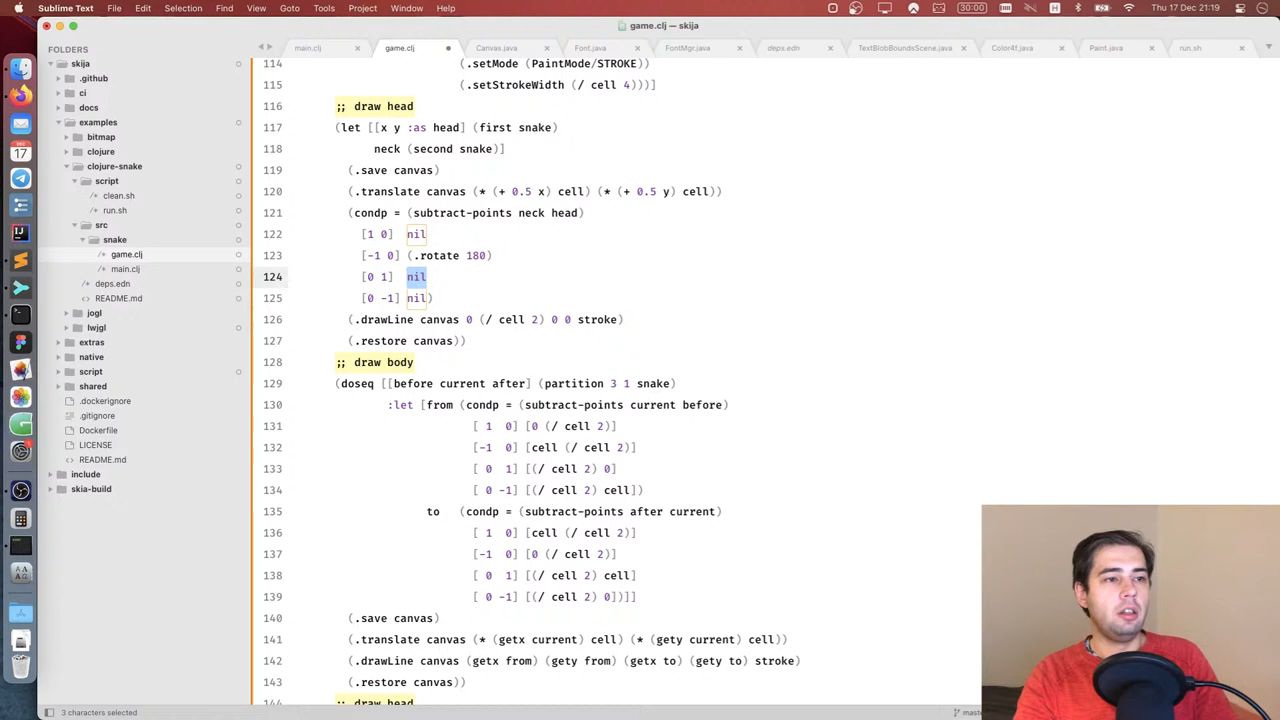 Sublime Text File Edit Selection Find View Goto Tools Project Window Help Thu 17 Dec 21:19
game.clj — skija
FOLDERS
main.clj game.clj Canvas.java Font.java FontMgr.java deps.edn TextBlobBoundsScene.java Color4f.java Paint.java run.sh
skija
.github
ci
docs
examples
bitmap
clojure
clojure-snake
script
clean.sh
run.sh
src
snake
game.clj
main.clj
deps.edn
README.md
jogl
lwjgl
extras
native
script
shared
.dockerignore
.gitignore
Dockerfile
LICENSE
README.md
include
skia-build
114 (.setMode (PaintMode/STROKE))
115 (.setStrokeWidth (/ cell 4)))]
116 ;; draw head
117 (let [[x y :as head] (first snake)
118 neck (second snake)]
119 (.save canvas)
120 (.translate canvas (* (+ 0.5 x) cell) (* (+ 0.5 y) cell))
121 (condp = (subtract-points neck head)
122 [1 0] nil
123 [-1 0] (.rotate 180)
124 [0 1] nil
125 [0 -1] nil)
126 (.drawLine canvas 0 (/ cell 2) 0 0 stroke)
127 (.restore canvas))
128 ;; draw body
129 (doseq [[before current after] (partition 3 1 snake)
130 :let [from (condp = (subtract-points current before)
131 [ 1 0] [0 (/ cell 2)]
132 [-1 0] [cell (/ cell 2)]
133 [ 0 1] [(/ cell 2) 0]
134 [ 0 -1] [(/ cell 2) cell])
135 to (condp = (subtract-points after current)
136 [ 1 0] [cell (/ cell 2)]
137 [-1 0] [0 (/ cell 2)]
138 [ 0 1] [(/ cell 2) cell]
139 [ 0 -1] [(/ cell 2) 0])]]
140 (.save canvas)
141 (.translate canvas (* (getx current) cell) (* (gety current) cell))
142 (.drawLine canvas (getx from) (gety from) (getx to) (gety to) stroke)
143 (.restore canvas))
144 ;; draw head
3 characters selected